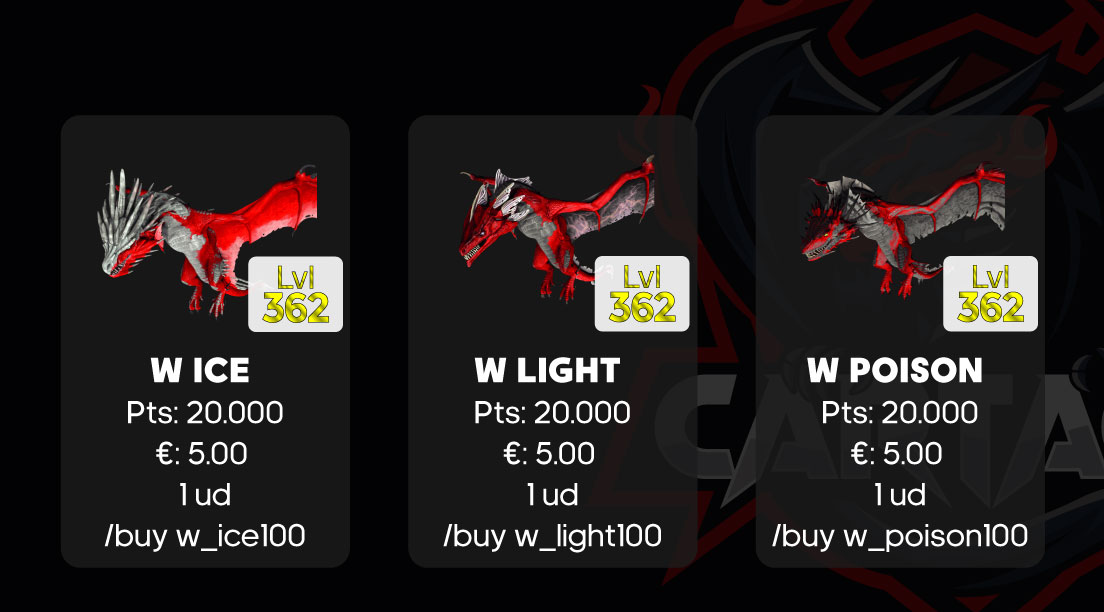 Lvl
362
W ICE
Pts: 20.000
€: 5.00
1 ud
/buy w_ice100
Lvl
362
W LIGHT
Pts: 20.000
€: 5.00
1 ud
/buy w_light100
Lvl
362
W POISON
Pts: 20.000
€: 5.00
1 ud
/buy w_poison100